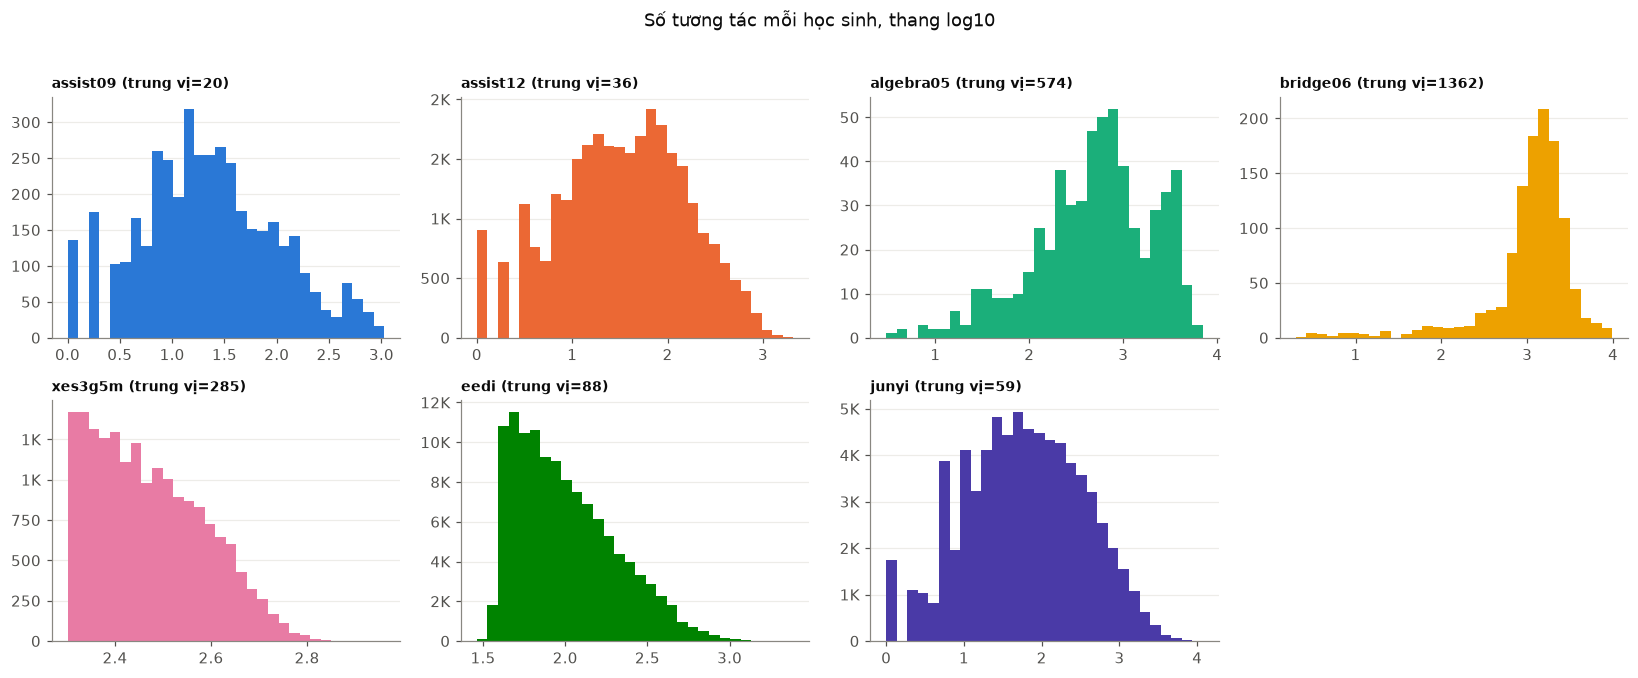 Số tương tác mỗi học sinh, thang log10
assist09 (trung vị=20)
300
250
200
150
100
50
0
0.0 0.5 1.0 1.5 2.0 2.5 3.0
assist12 (trung vị=36)
2K
2K
1K
500
0
0 1 2 3
algebra05 (trung vị=574)
50
40
30
20
10
0
1 2 3 4
bridge06 (trung vị=1362)
200
150
100
50
0
1 2 3 4
xes3g5m (trung vị=285)
1K
1K
750
500
250
0
2.4 2.6 2.8
eedi (trung vị=88)
12K
10K
8K
6K
4K
2K
0
1.5 2.0 2.5 3.0
junyi (trung vị=59)
5K
4K
3K
2K
1K
0
0 1 2 3 4